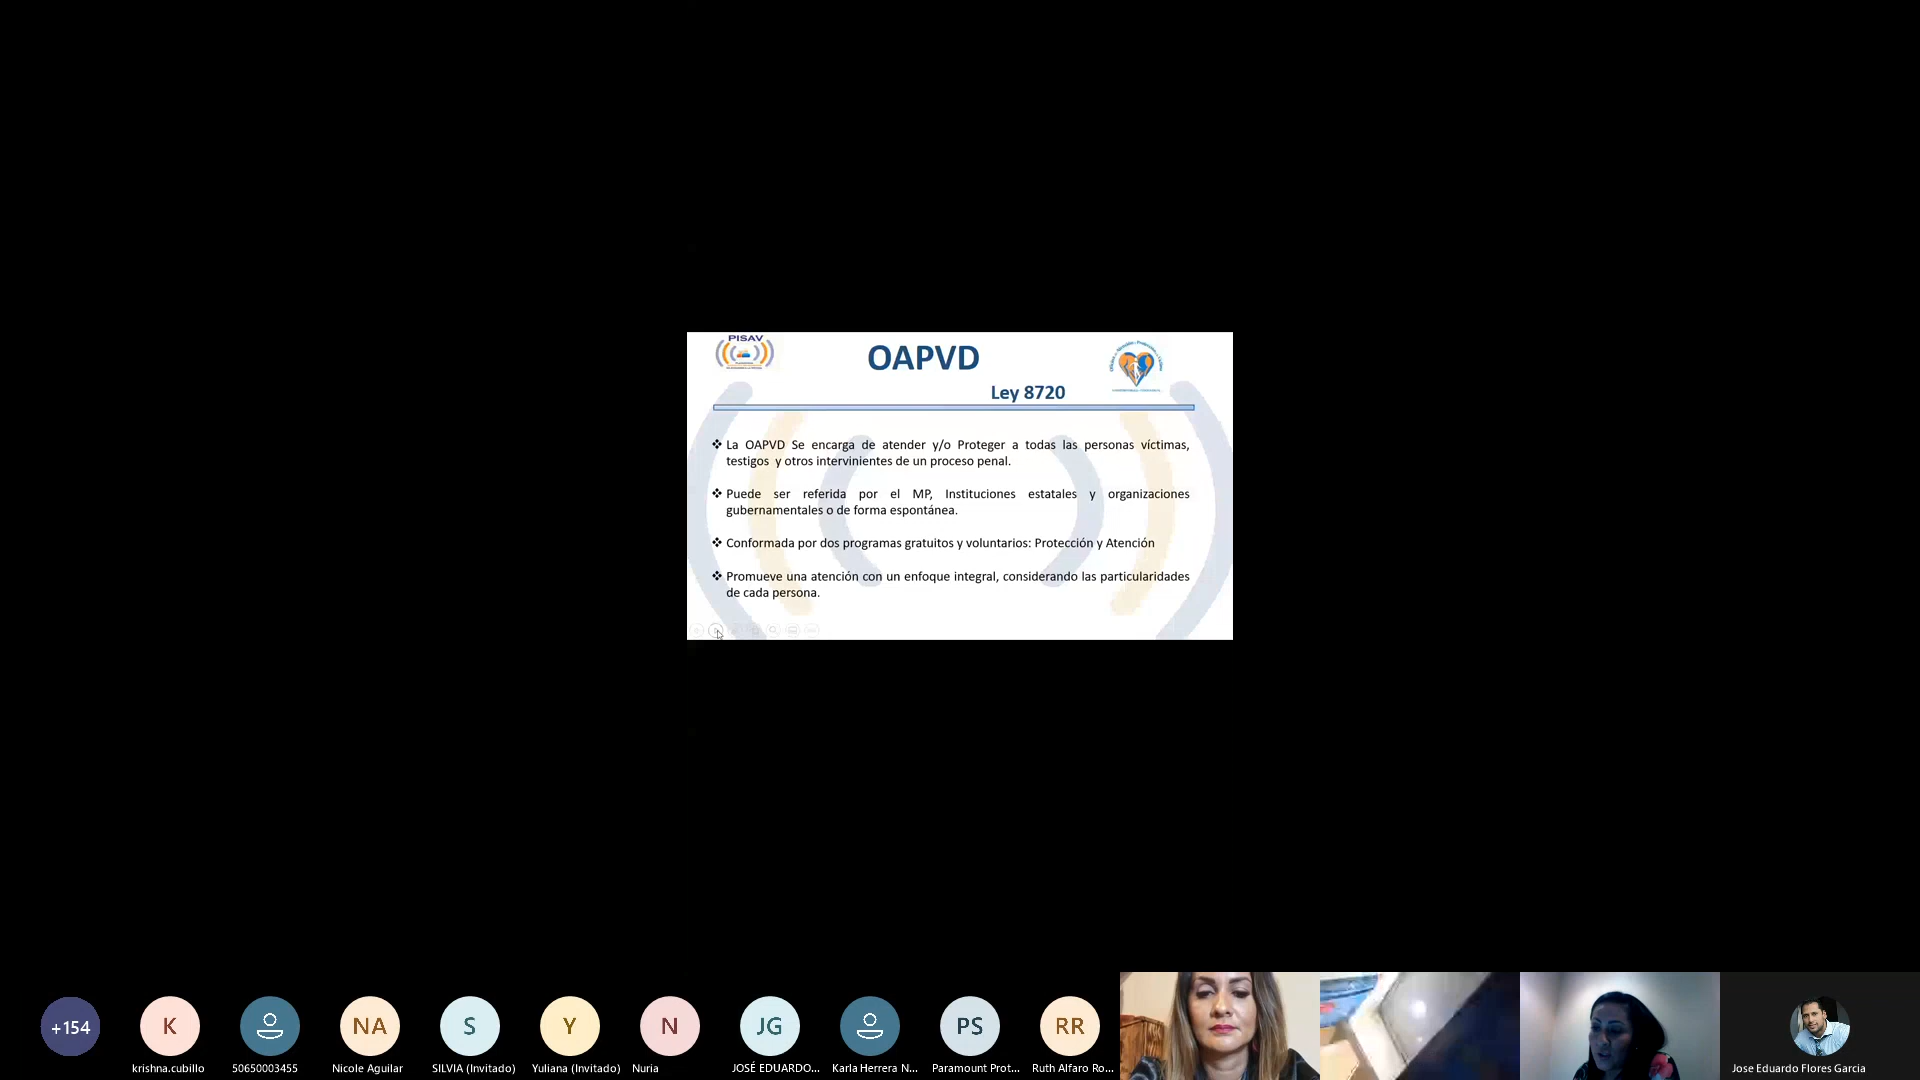 PISAV
OAPVD
Ley 8720
❖ La OAPVD Se encarga de atender y/o Proteger a todas las personas víctimas,
testigos y otros intervinientes de un proceso penal.
❖ Puede ser referida por el MP, Instituciones estatales y organizaciones
gubernamentales o de forma espontánea.
❖ Conformada por dos programas gratuitos y voluntarios: Protección y Atención
❖ Promueve una atención con un enfoque integral, considerando las particularidades
de cada persona.
+154
K
NA
S
Y
N
JG
PS
RR
krishna.cubillo
50650003455
Nicole Aguilar
SILVIA (Invitado)
Yuliana (Invitado)
Nuria
JOSÉ EDUARDO...
Karla Herrera N...
Paramount Prot...
Ruth Alfaro Ro...
Jose Eduardo Flores Garcia